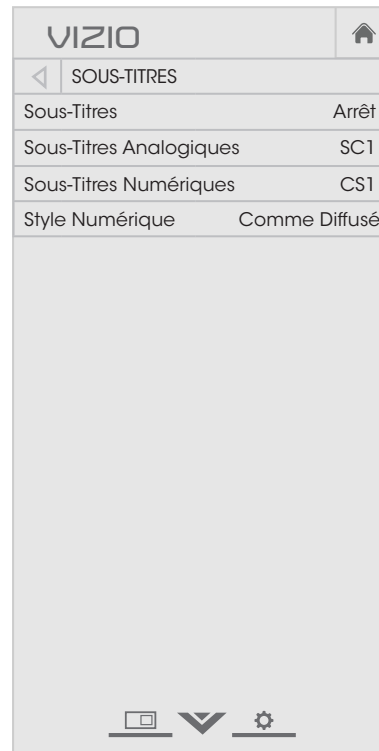 VIZIO
SOUS-TITRES
Sous-Titres Arrêt
Sous-Titres Analogiques SC1
Sous-Titres Numériques CS1
Style Numérique Comme Diffusé